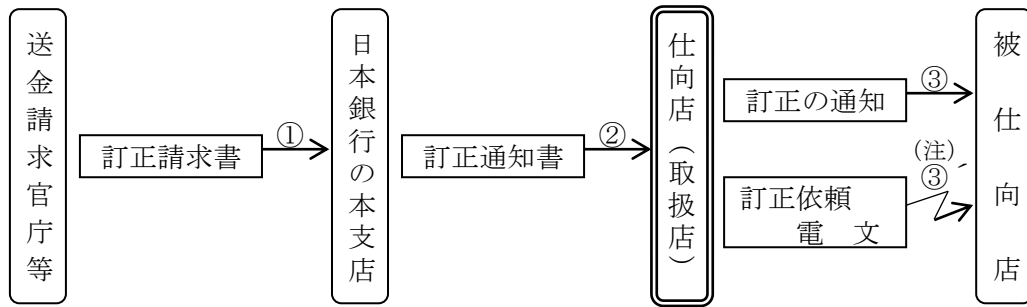 送金請求官庁等
訂正請求書
①
日本銀行の本支店
訂正通知書
②
仕向店（取扱店）
訂正の通知
③
訂正依頼
電　文
(注)
③´
被仕向店